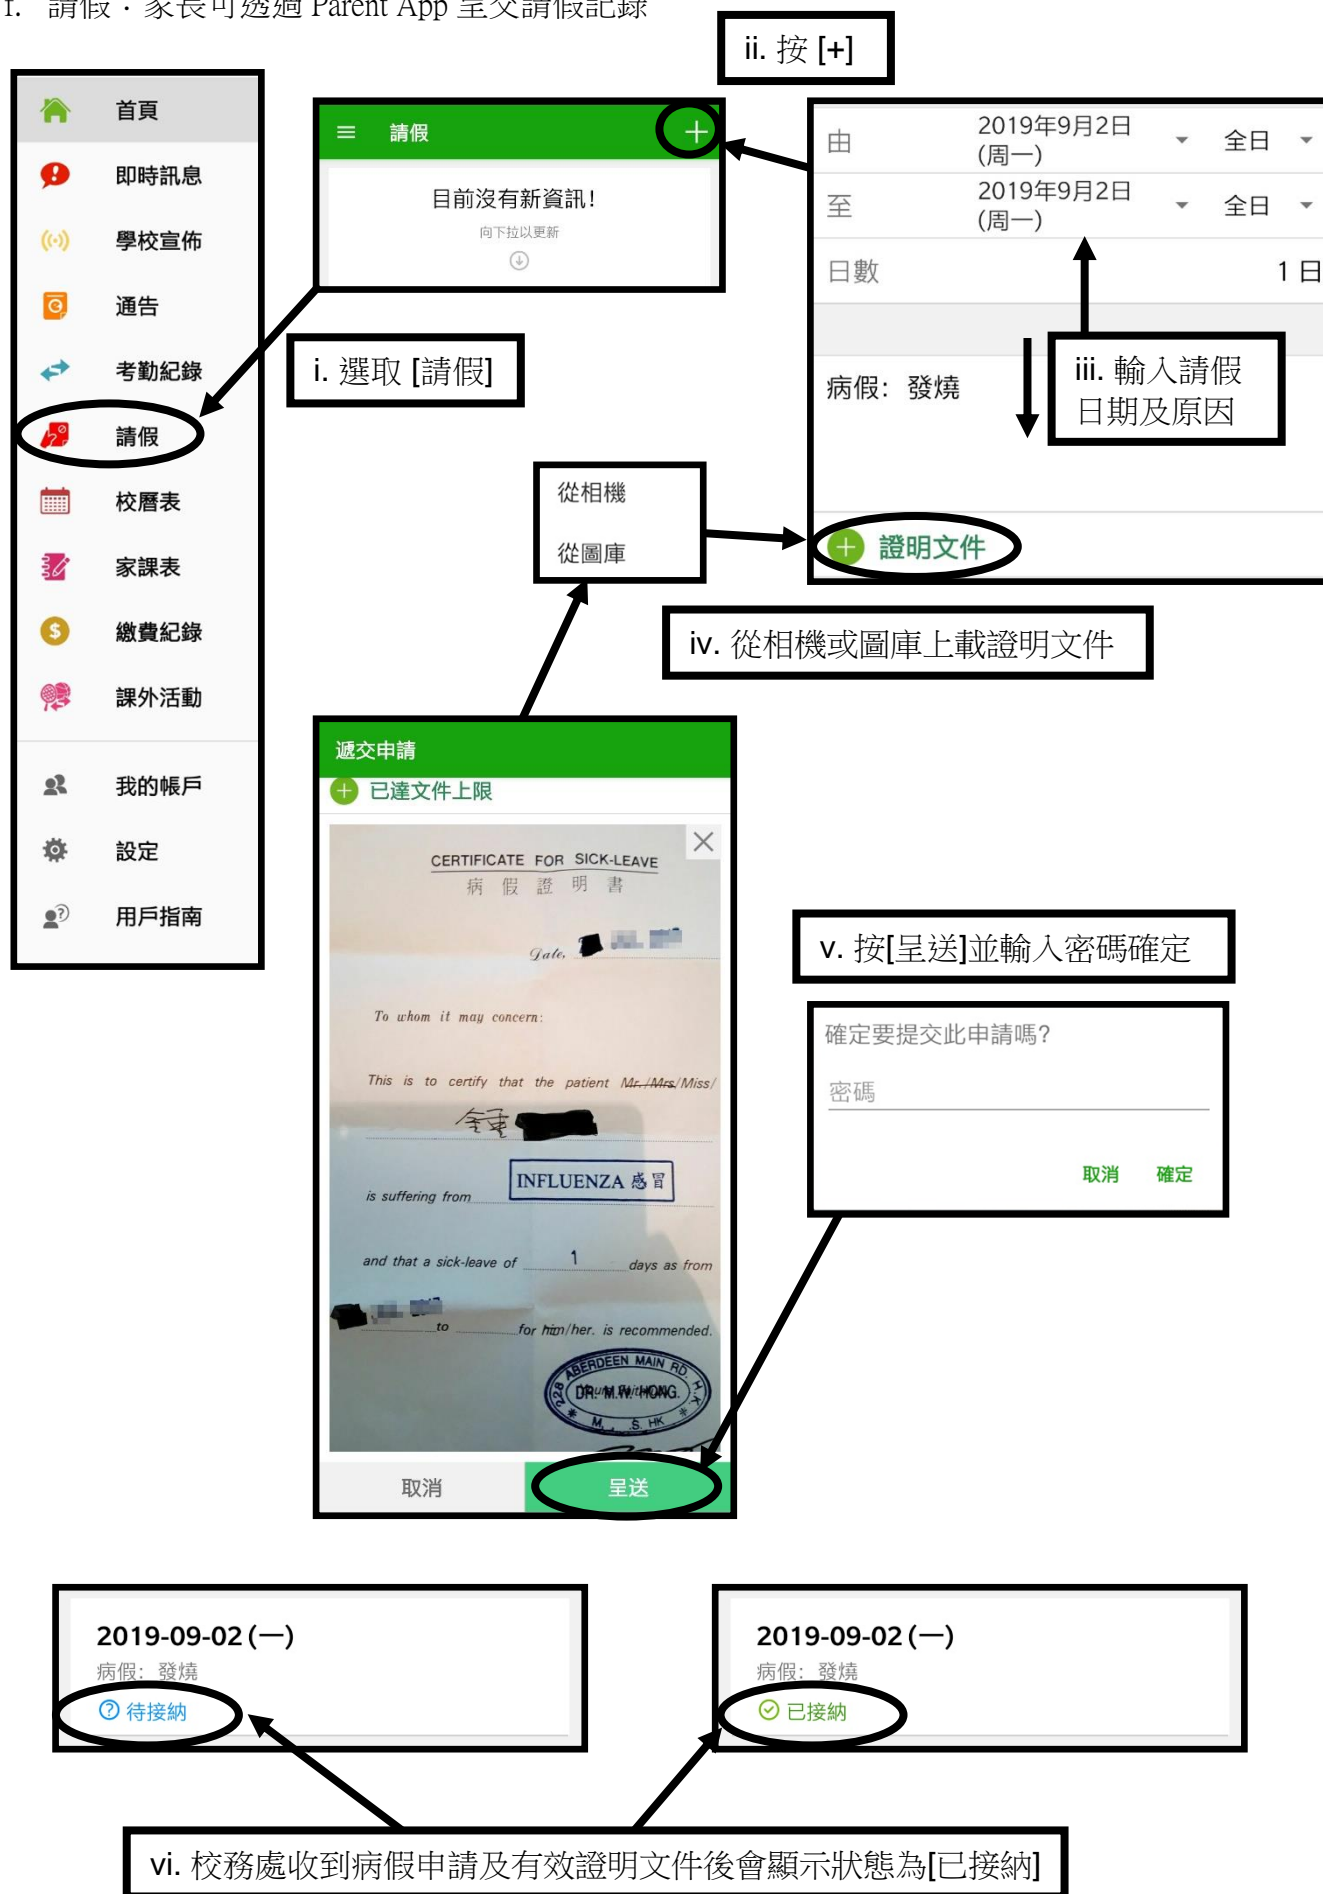 請假：家長可透過 Parent App 呈交請假記錄
ii. 按 [+]
首頁
即時訊息
學校宣佈
通告
考勤紀錄
請假
校曆表
家課表
繳費紀錄
課外活動
我的帳戶
設定
用戶指南
請假
目前沒有新資訊！
向下拉以更新
i. 選取 [請假]
由 2019年9月2日 (周一) 全日
至 2019年9月2日 (周一) 全日
日數 1 日
病假：發燒
iii. 輸入請假
日期及原因
證明文件
從相機
從圖庫
iv. 從相機或圖庫上載證明文件
遞交申請
已達文件上限
CERTIFICATE FOR SICK-LEAVE
病假證明書
Date,
To whom it may concern:
This is to certify that the patient Mr./Mrs./Miss/
鍾
is suffering from INFLUENZA 感冒
and that a sick-leave of 1 days as from
to for him/her. is recommended.
228 ABERDEEN MAIN RD. H.K.
DR. M.W. HONG.
取消 呈送
v. 按[呈送]並輸入密碼確定
確定要提交此申請嗎？
密碼
取消 確定
2019-09-02 (一)
病假：發燒
待接納
2019-09-02 (一)
病假：發燒
已接納
vi. 校務處收到病假申請及有效證明文件後會顯示狀態為[已接納]